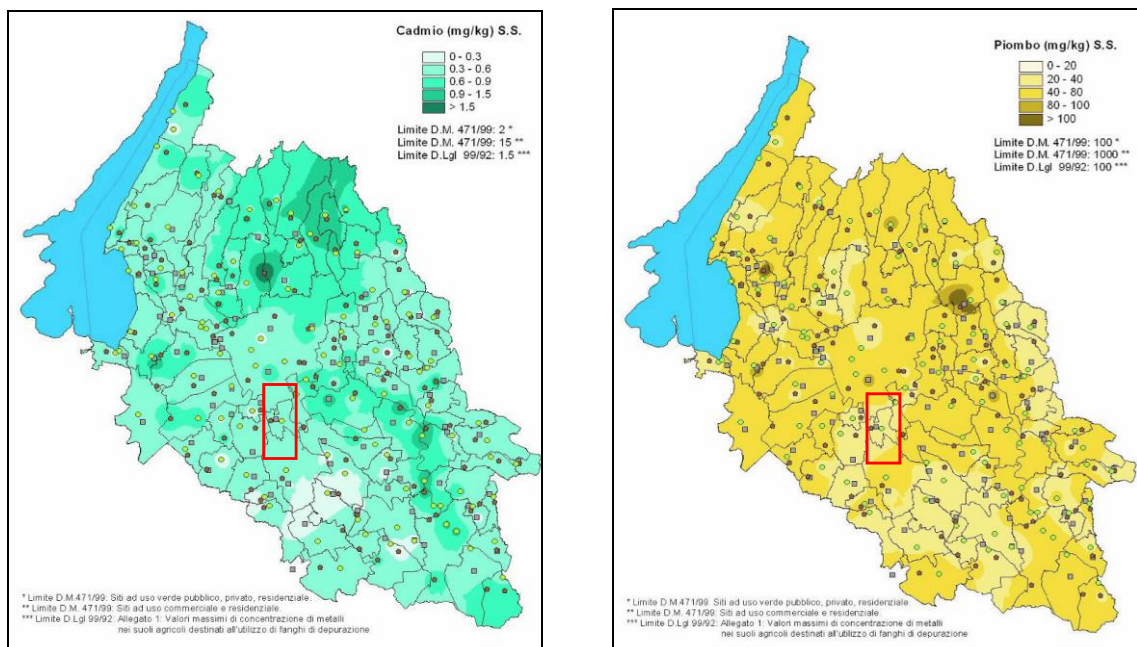 Cadmio (mg/kg) S.S.
0 - 0.3
0.3 - 0.6
0.6 - 0.9
0.9 - 1.5
> 1.5
Limite D.M. 471/99: 2 *
Limite D.M. 471/99: 15 **
Limite D.Lgl 99/92: 1.5 ***
* Limite D.M.471/99: Siti ad uso verde pubblico, privato, residenziale.
** Limite D.M. 471/99: Siti ad uso commerciale e residenziale.
*** Limite D.Lgl 99/92: Allegato 1: Valori massimi di concentrazione di metalli
nei suoli agricoli destinati all'utilizzo di fanghi di depurazione
Piombo (mg/kg) S.S.
0 - 20
20 - 40
40 - 80
80 - 100
> 100
Limite D.M. 471/99: 100 *
Limite D.M. 471/99: 1000 **
Limite D.Lgl 99/92: 100 ***
* Limite D.M.471/99: Siti ad uso verde pubblico, privato, residenziale.
** Limite D.M. 471/99: Siti ad uso commerciale e residenziale.
*** Limite D.Lgl 99/92: Allegato 1: Valori massimi di concentrazione di metalli
nei suoli agricoli destinati all'utilizzo di fanghi di depurazione